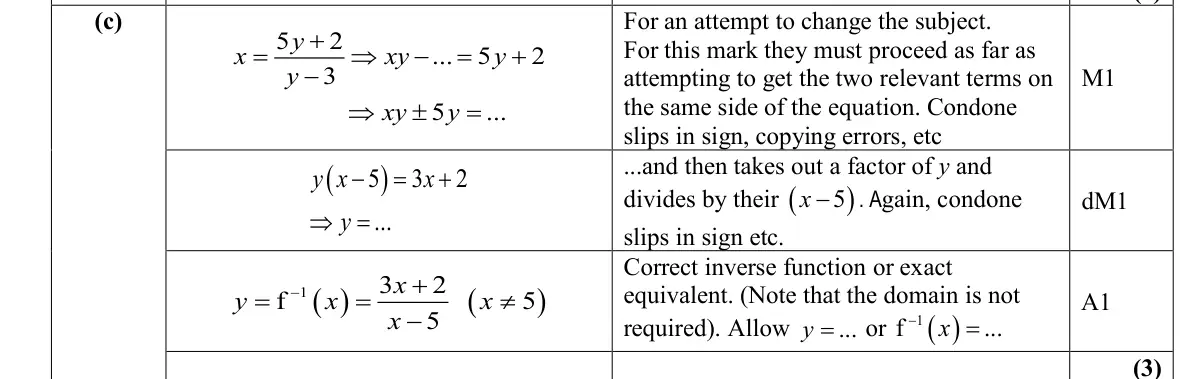 (c)
x = (5y + 2)/(y − 3) ⇒ xy − ... = 5y + 2
⇒ xy ± 5y = ...
For an attempt to change the subject.
For this mark they must proceed as far as
attempting to get the two relevant terms on
the same side of the equation. Condone
slips in sign, copying errors, etc
M1
y(x − 5) = 3x + 2
⇒ y = ...
...and then takes out a factor of y and
divides by their (x − 5). Again, condone
slips in sign etc.
dM1
y = f⁻¹(x) = (3x + 2)/(x − 5) (x ≠ 5)
Correct inverse function or exact
equivalent. (Note that the domain is not
required). Allow y = ... or f⁻¹(x) = ...
A1
(3)